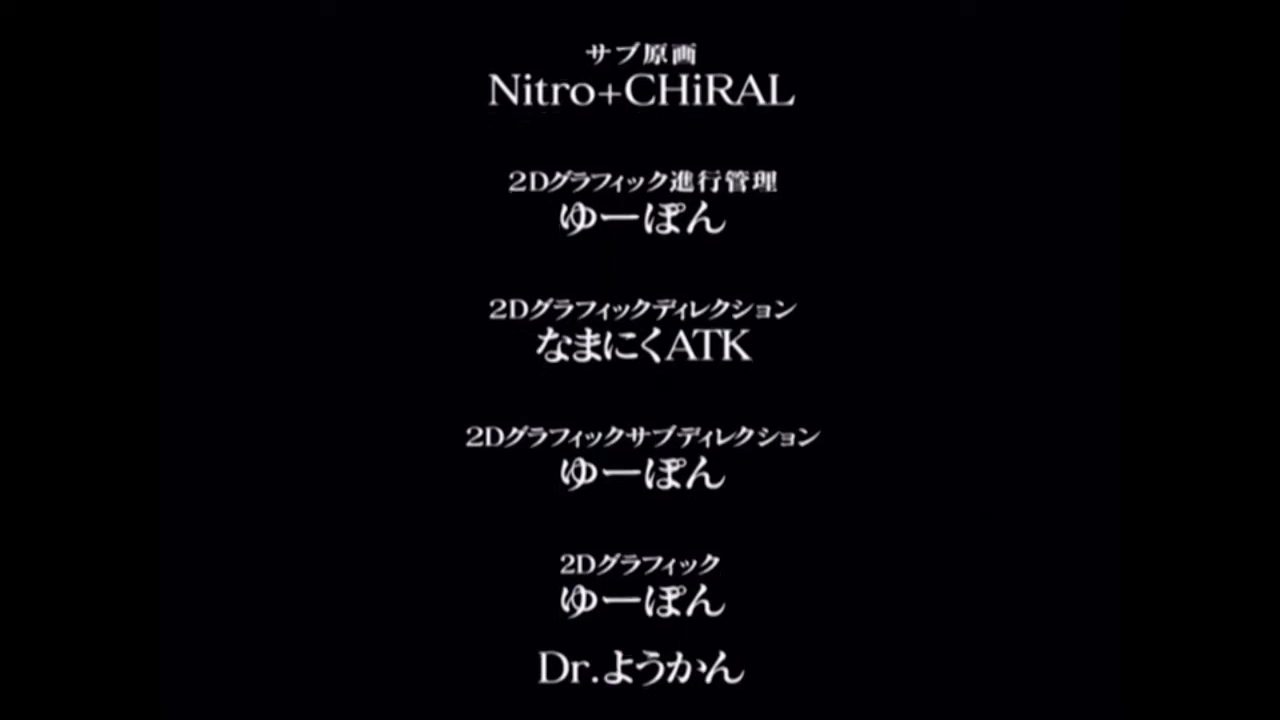 サブ原画
Nitro+CHiRAL
2Dグラフィック進行管理
ゆーぽん
2Dグラフィックディレクション
なまにくATK
2Dグラフィックサブディレクション
ゆーぽん
2Dグラフィック
ゆーぽん
Dr.ようかん